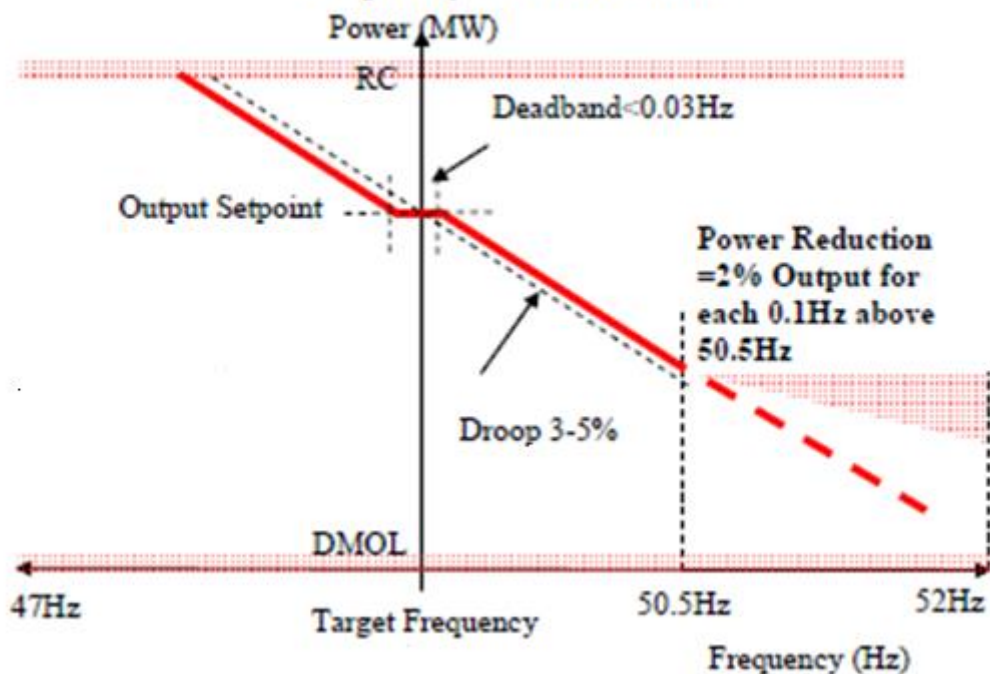 Power (MW)
RC
Deadband<0.03Hz
Output Setpoint
Power Reduction
=2% Output for
each 0.1Hz above
50.5Hz
Droop 3-5%
DMOL
47Hz
Target Frequency
50.5Hz
52Hz
Frequency (Hz)